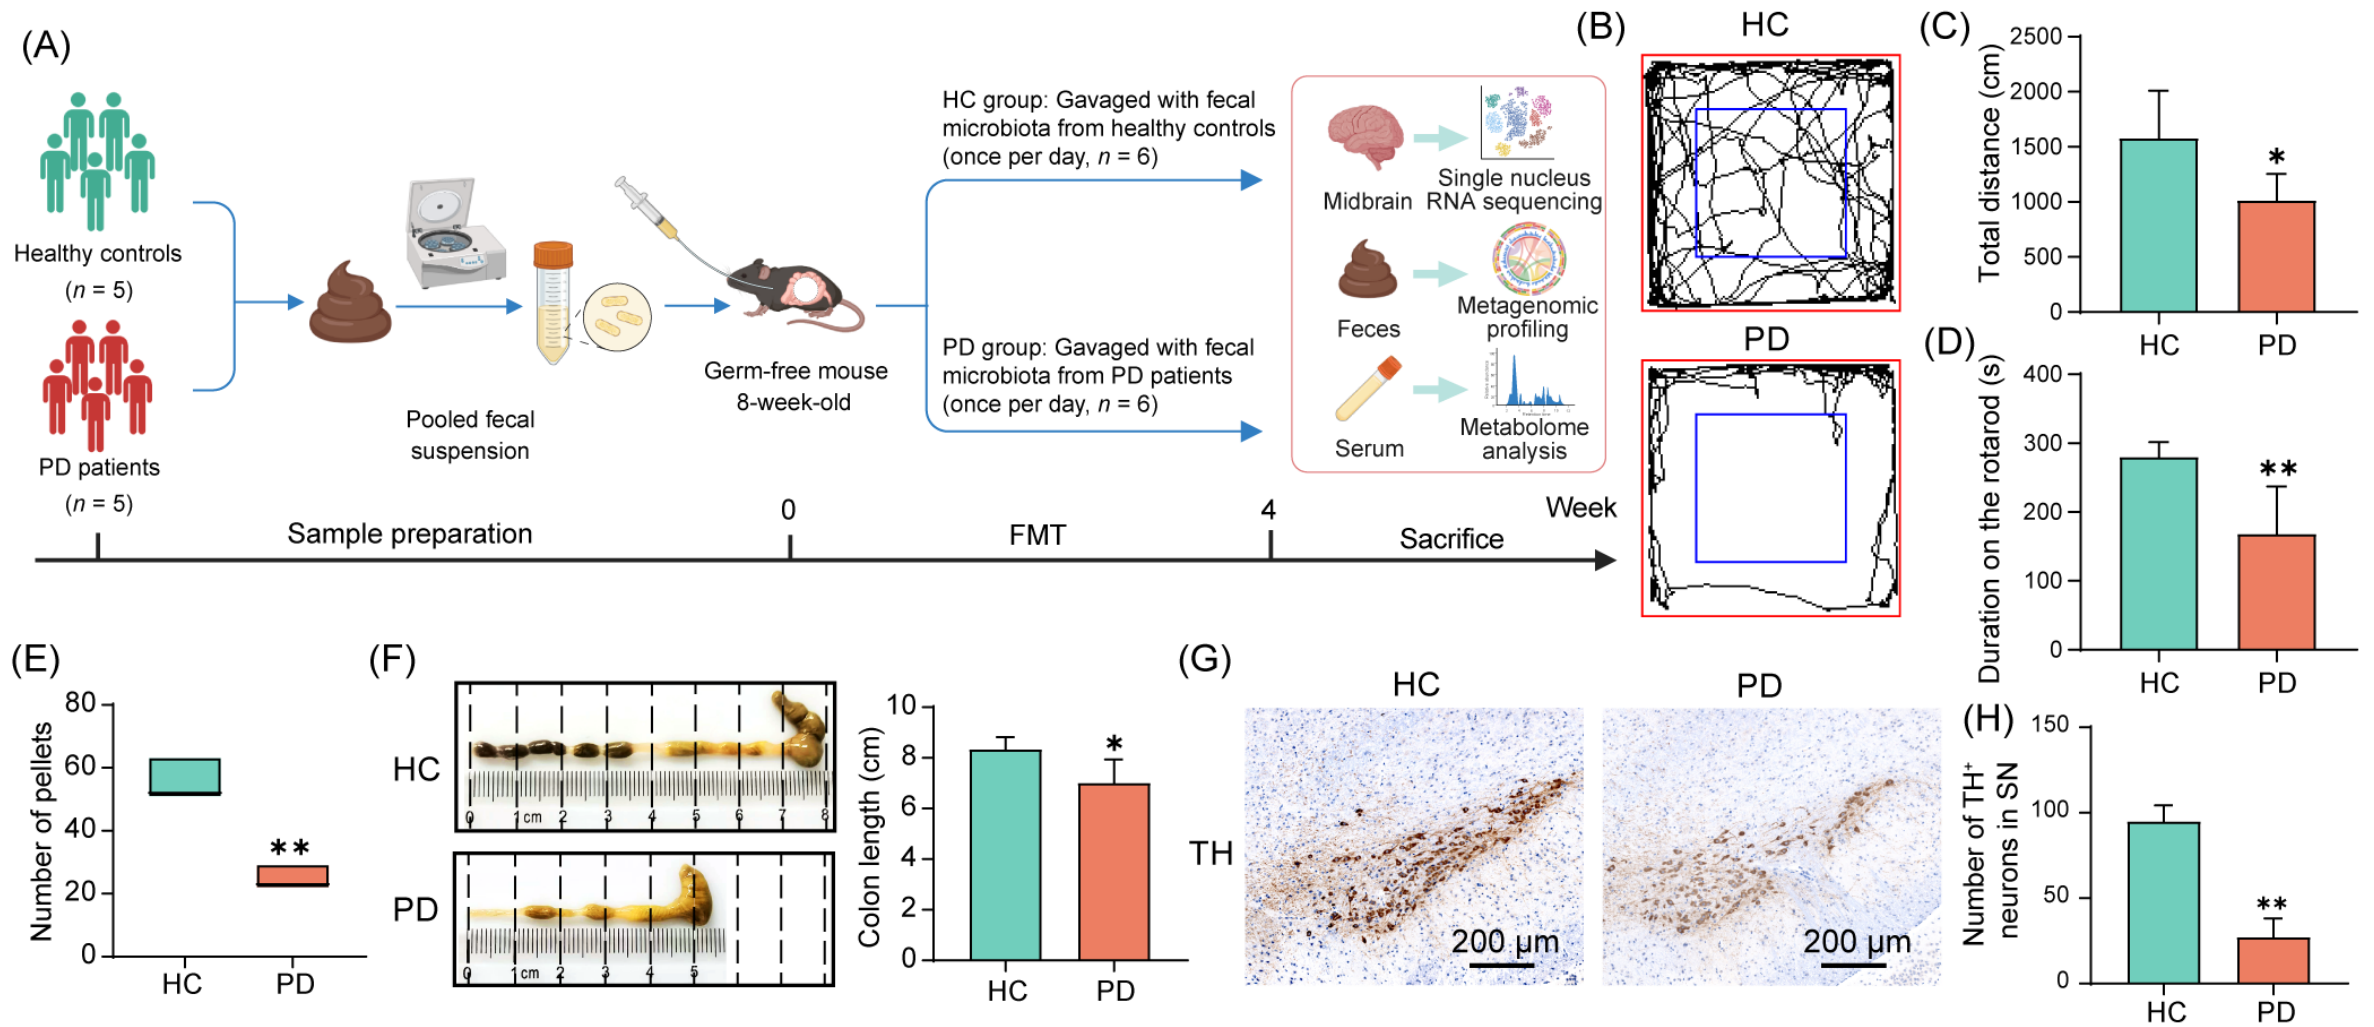 (A)
Healthy controls
(n = 5)
PD patients
(n = 5)
Pooled fecal
suspension
Germ-free mouse
8-week-old
HC group: Gavaged with fecal
microbiota from healthy controls
(once per day, n = 6)
PD group: Gavaged with fecal
microbiota from PD patients
(once per day, n = 6)
Midbrain
Single nucleus
RNA sequencing
Feces
Metagenomic
profiling
Serum
Metabolome
analysis
0
4
Week
Sample preparation
FMT
Sacrifice
(B)
HC
PD
(C)
Total distance (cm)
2500
2000
1500
1000
500
0
*
HC
PD
(D)
Duration on the rotarod (s)
400
300
200
100
0
**
HC
PD
(E)
Number of pellets
80
60
40
20
0
**
HC
PD
(F)
HC
0 1 cm 2 3 4 5 6 7 8
PD
0 1 cm 2 3 4 5
Colon length (cm)
10
8
6
4
2
0
*
HC
PD
(G)
HC
PD
TH
200 μm
200 μm
(H)
Number of TH+
neurons in SN
150
100
50
0
**
HC
PD